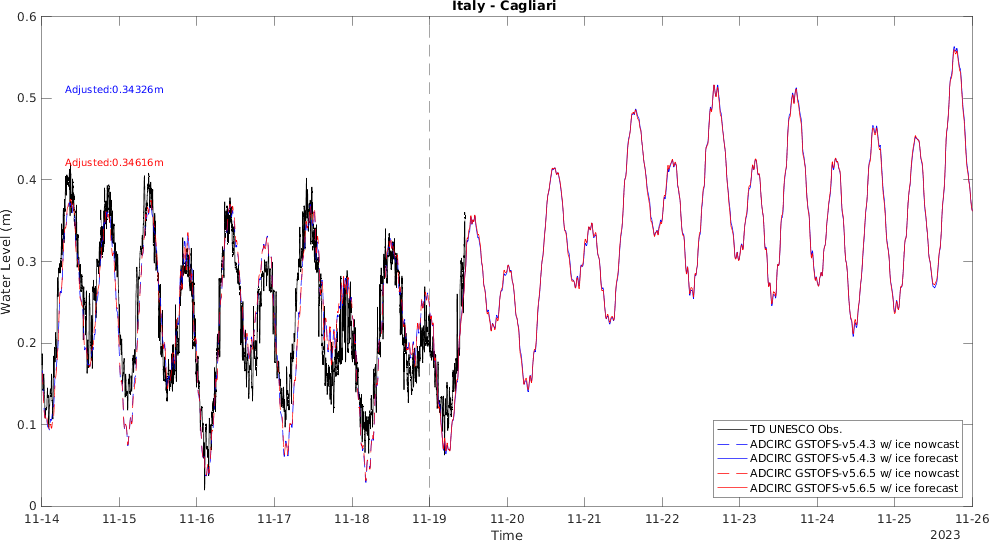 Italy - Cagliari
0.6
0.5
0.4
0.3
0.2
0.1
0
Water Level (m)
Adjusted:0.34326m
Adjusted:0.34616m
TD UNESCO Obs.
ADCIRC GSTOFS-v5.4.3 w/ ice nowcast
ADCIRC GSTOFS-v5.4.3 w/ ice forecast
ADCIRC GSTOFS-v5.6.5 w/ ice nowcast
ADCIRC GSTOFS-v5.6.5 w/ ice forecast
11-14 11-15 11-16 11-17 11-18 11-19 11-20 11-21 11-22 11-23 11-24 11-25 11-26
Time
2023